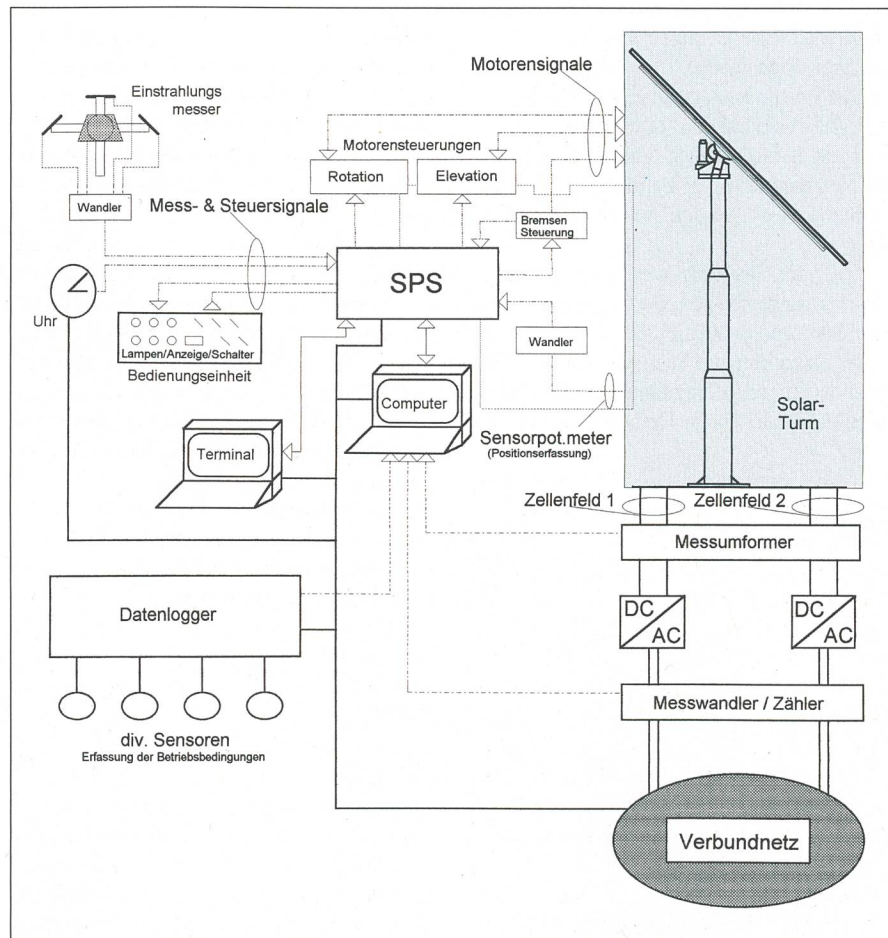 Einstrahlungs
messer
Motorensignale
Motorensteuerungen
Rotation
Elevation
Wandler
Mess- & Steuersignale
Bremsen
Steuerung
SPS
Uhr
Lampen/Anzeige/Schalter
Bedienungseinheit
Wandler
Computer
Terminal
Sensorpot.meter
(Positionserfassung)
Solar-
Turm
Zellenfeld 1
Zellenfeld 2
Messumformer
Datenlogger
DC
AC
DC
AC
Messwandler / Zähler
div. Sensoren
Erfassung der Betriebsbedingungen
Verbundnetz